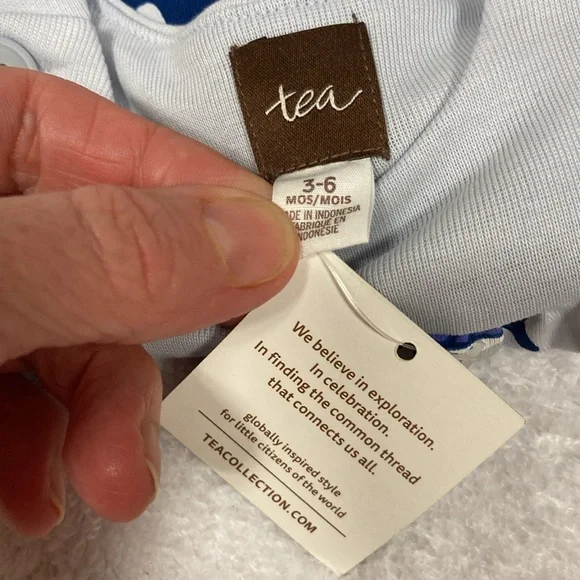 tea
3-6
MOS/MOIS
MADE IN INDONESIA
FABRIQUE EN
INDONESIE
We believe in exploration.
In celebration.
In finding the common thread
that connects us all.
globally inspired style
for little citizens of the world
TEACOLLECTION.COM